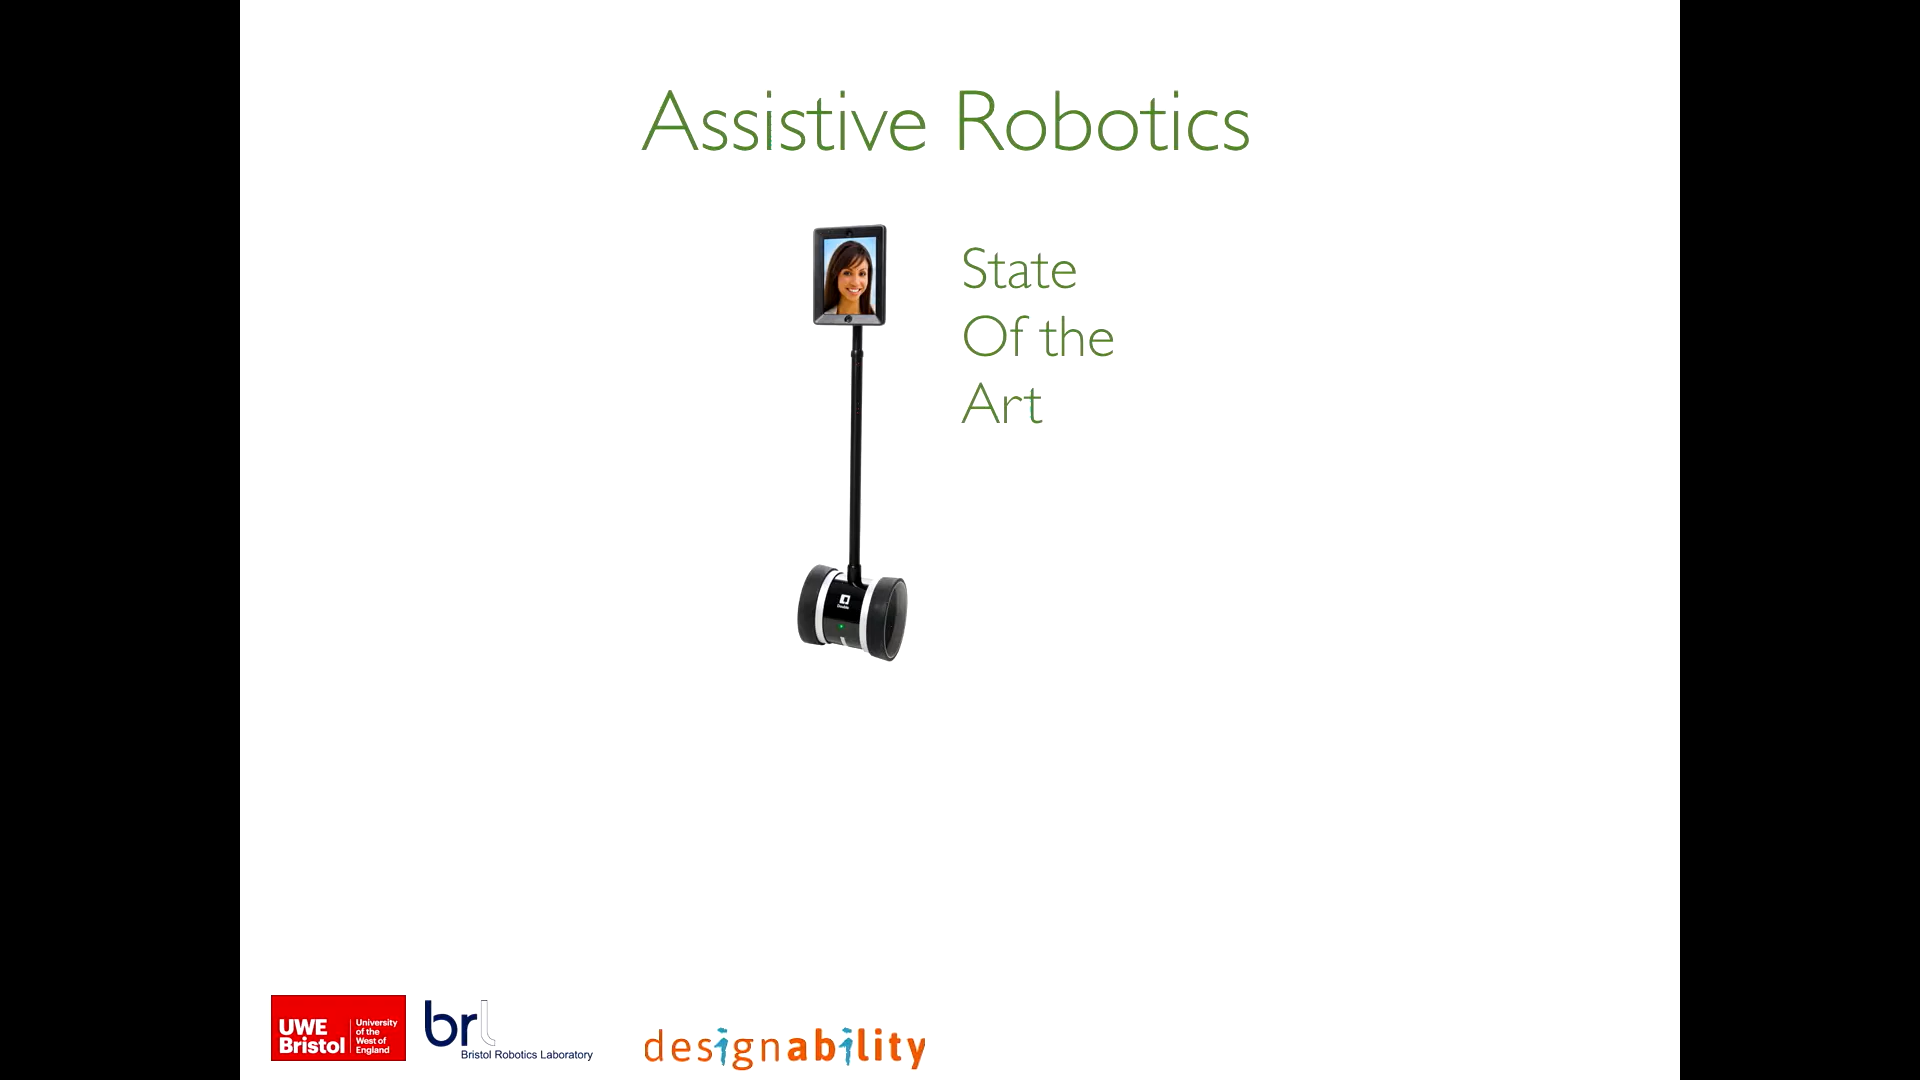 Assistive Robotics
State
Of the
Art
Double
UWE
Bristol
University
of the
West of
England
brl
Bristol Robotics Laboratory
designability